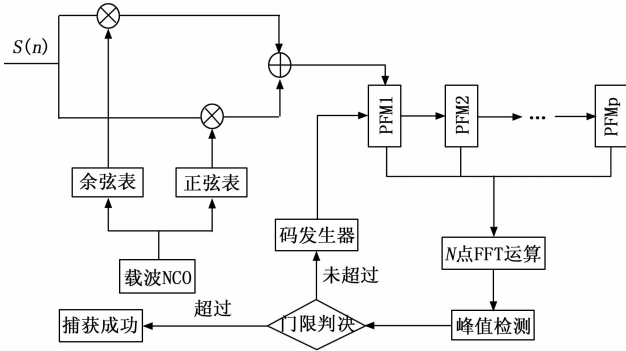 S(n)
PFM1
PFM2
...
PFMp
余弦表
正弦表
码发生器
载波NCO
N点FFT运算
未超过
超过
捕获成功
门限判决
峰值检测